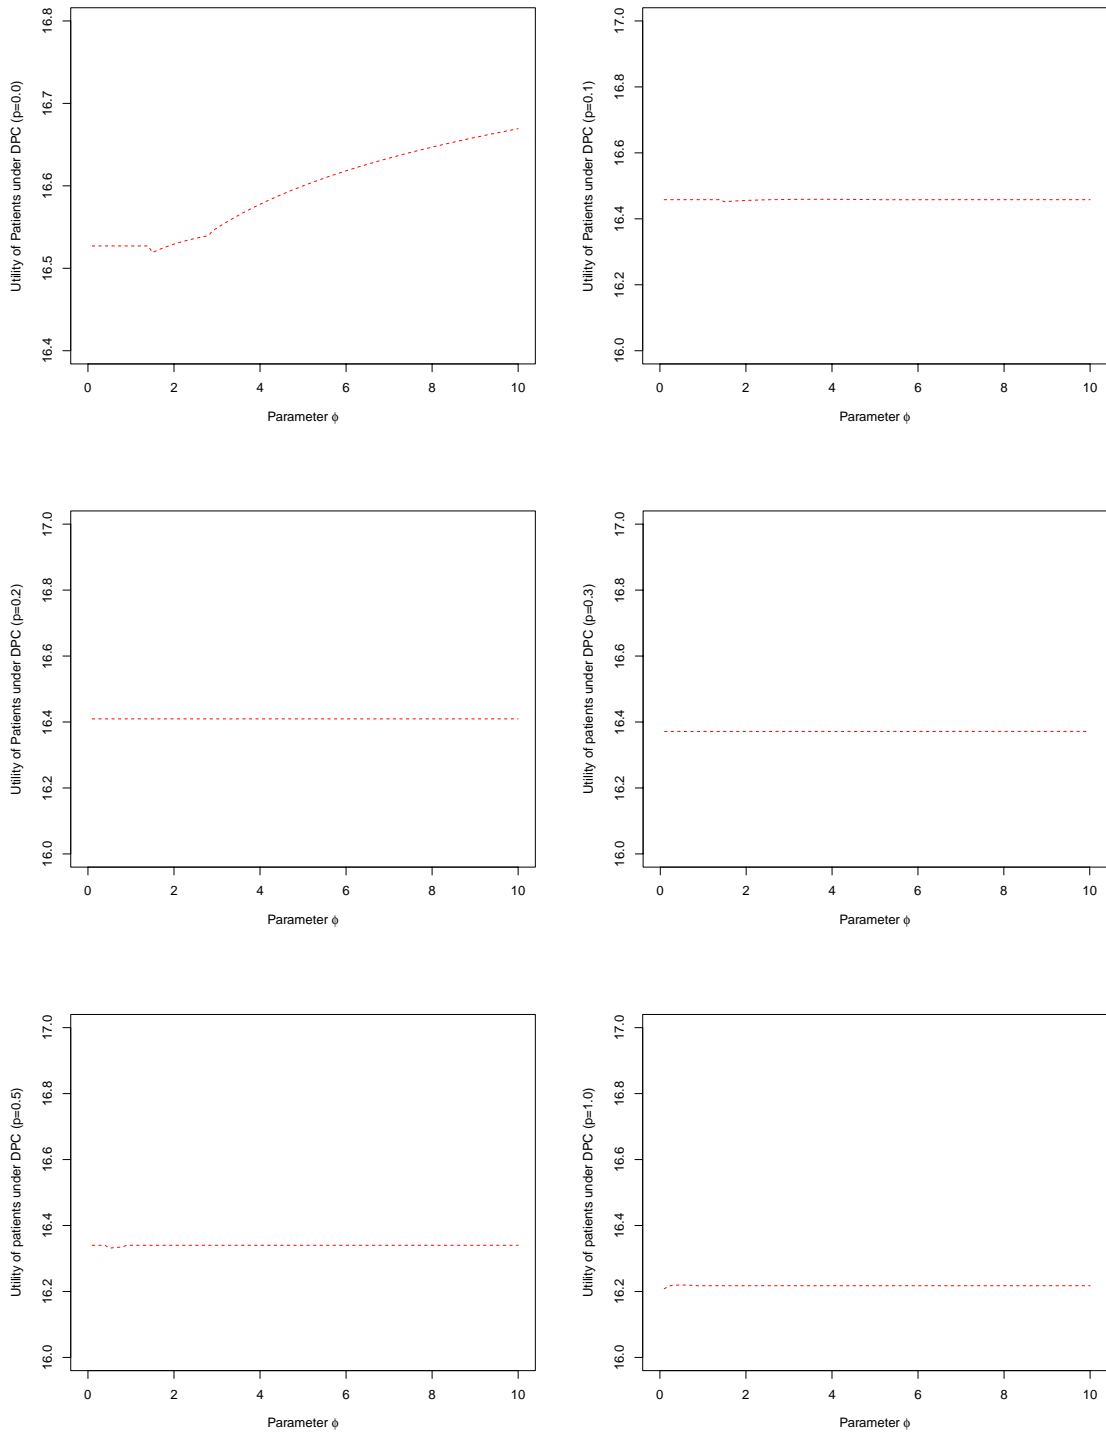 Utility of Patients under DPC (p=0.0)
16.8
16.7
16.6
16.5
16.4
0 2 4 6 8 10
Parameter ϕ
Utility of Patients under DPC (p=0.1)
17.0
16.8
16.6
16.4
16.2
16.0
0 2 4 6 8 10
Parameter ϕ
Utility of Patients under DPC (p=0.2)
17.0
16.8
16.6
16.4
16.2
16.0
0 2 4 6 8 10
Parameter ϕ
Utility of patients under DPC (p=0.3)
17.0
16.8
16.6
16.4
16.2
16.0
0 2 4 6 8 10
Parameter ϕ
Utility of patients under DPC (p=0.5)
17.0
16.8
16.6
16.4
16.2
16.0
0 2 4 6 8 10
Parameter ϕ
Utility of patients under DPC (p=1.0)
17.0
16.8
16.6
16.4
16.2
16.0
0 2 4 6 8 10
Parameter ϕ